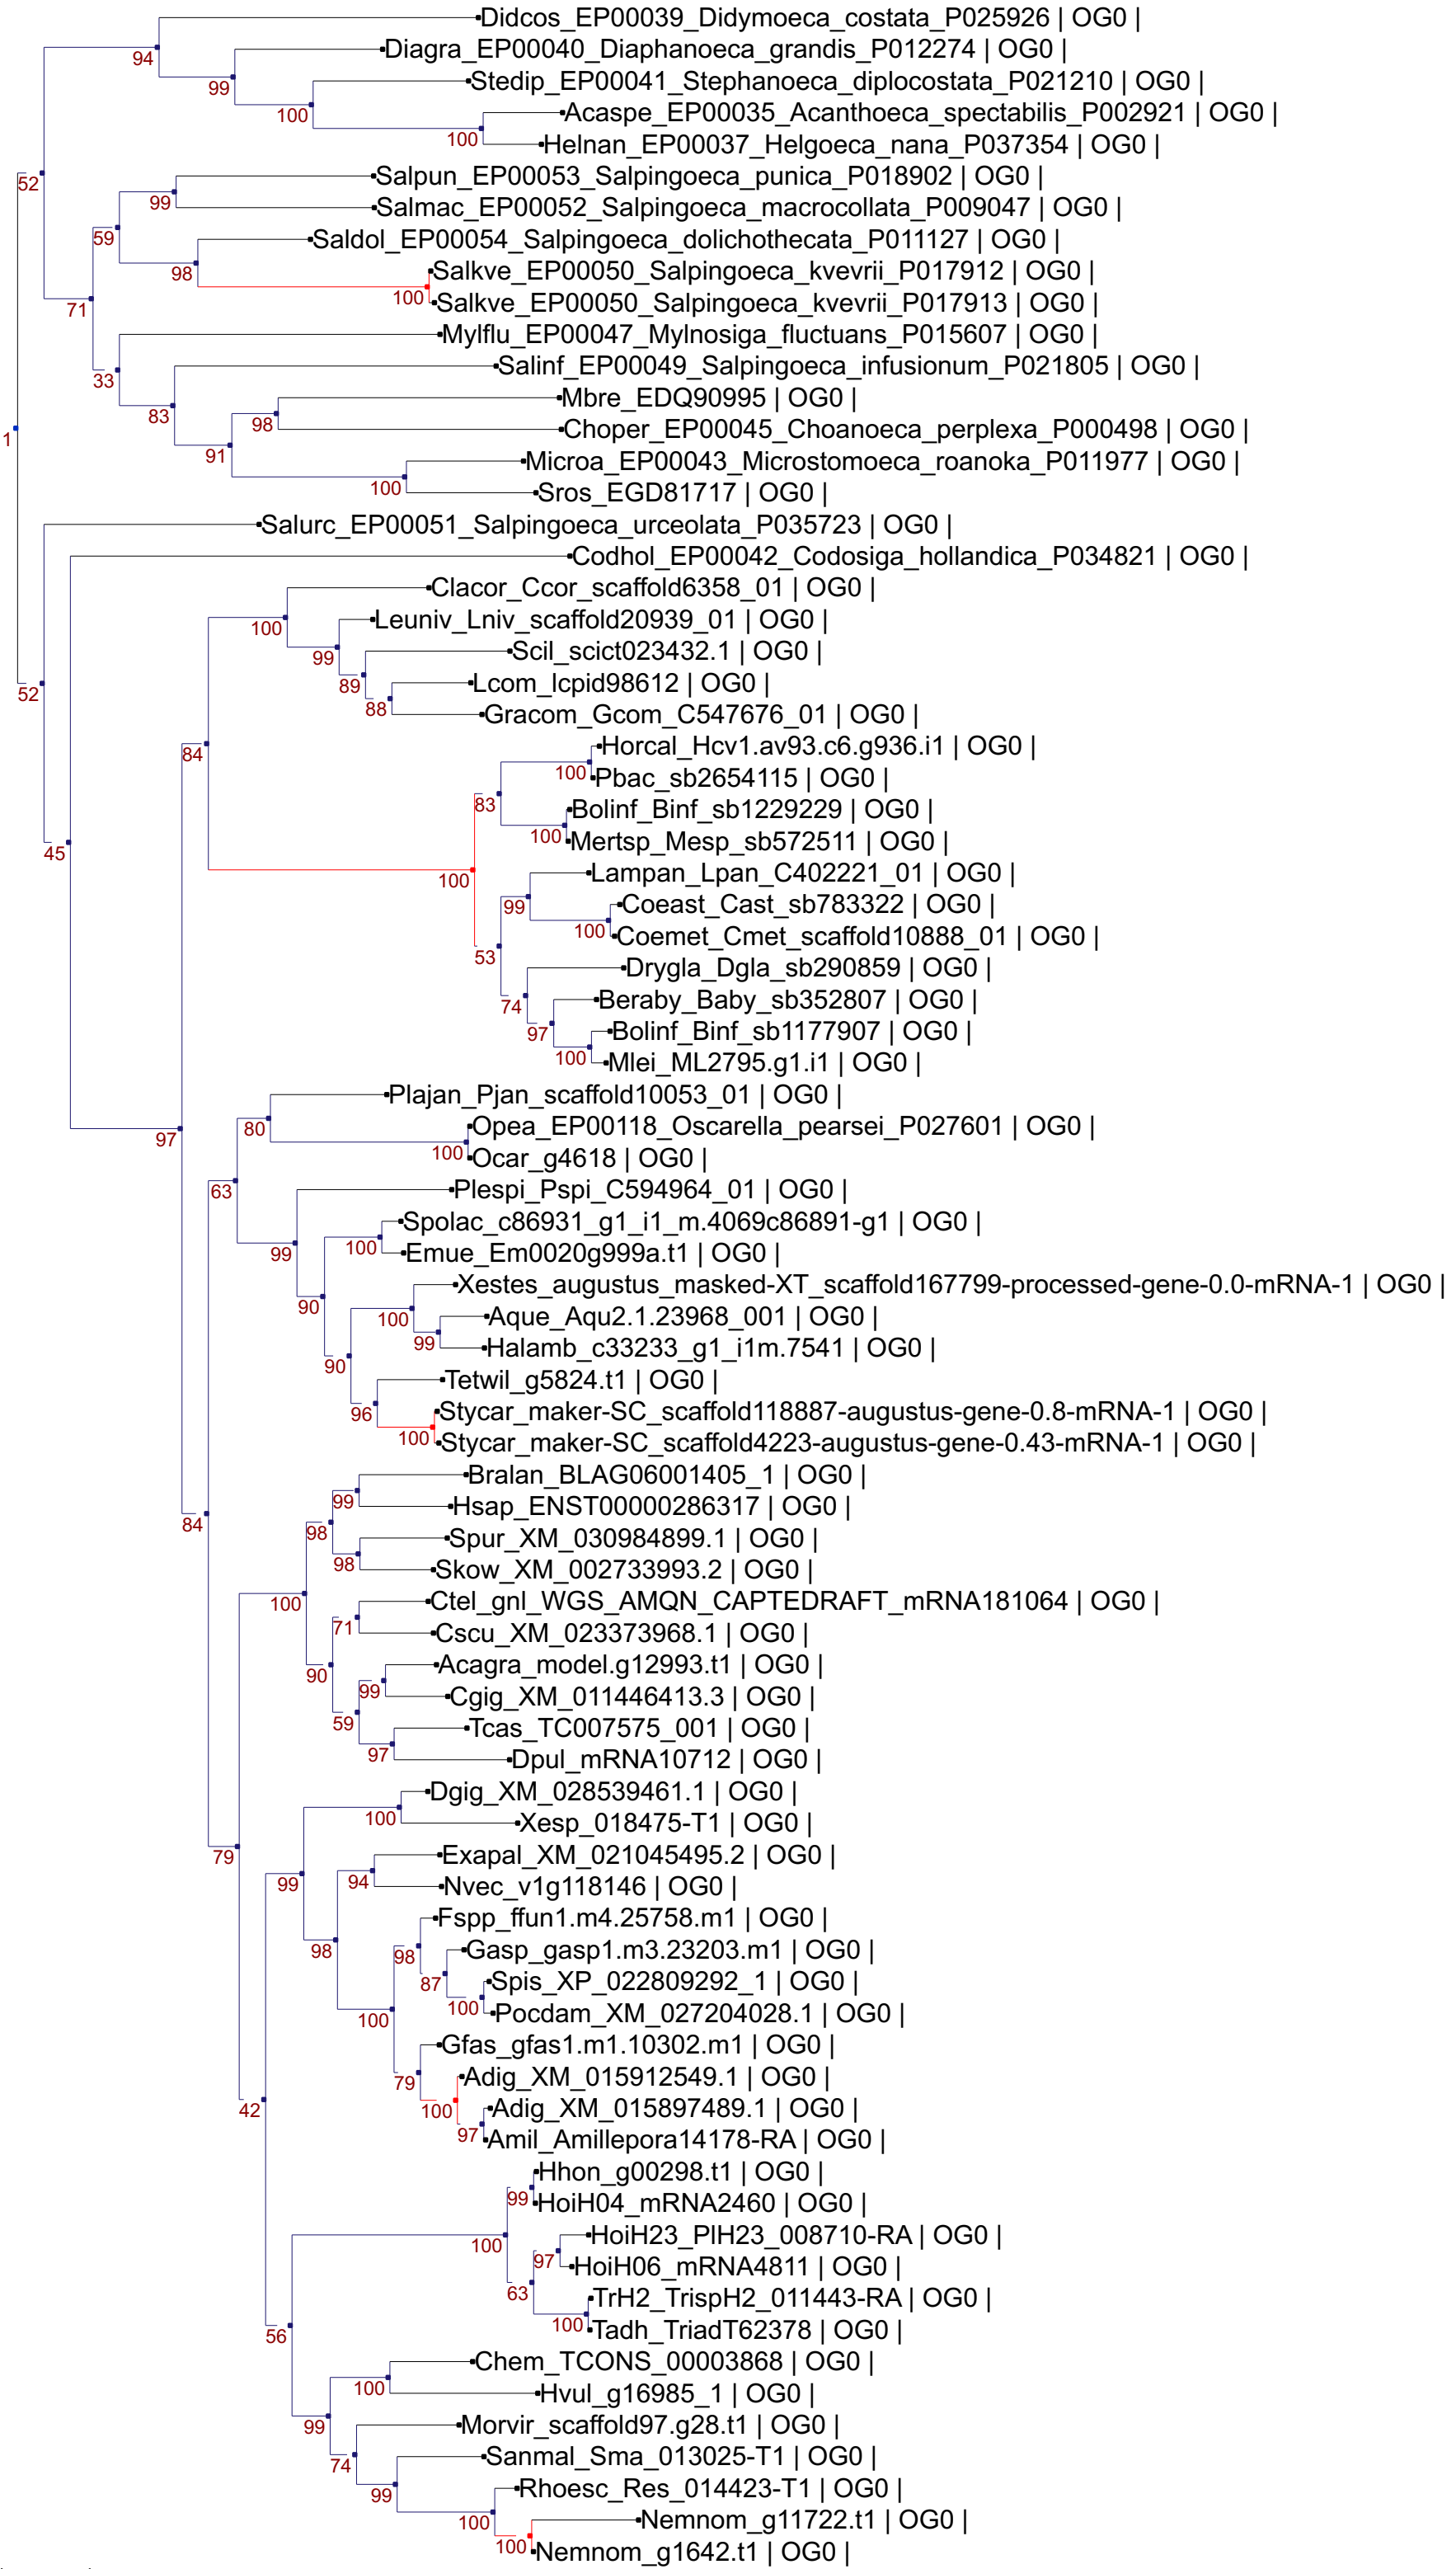 Didcos_EP00039_Didymoeca_costata_P025926 | OG0 |
94
Diagra_EP00040_Diaphanoeca_grandis_P012274 | OG0 |
99
Stedip_EP00041_Stephanoeca_diplocostata_P021210 | OG0 |
100
Acaspe_EP00035_Acanthoeca_spectabilis_P002921 | OG0 |
100
Helnan_EP00037_Helgoeca_nana_P037354 | OG0 |
52
Salpun_EP00053_Salpingoeca_punica_P018902 | OG0 |
99
Salmac_EP00052_Salpingoeca_macrocollata_P009047 | OG0 |
59
Saldol_EP00054_Salpingoeca_dolichothecata_P011127 | OG0 |
98
Salkve_EP00050_Salpingoeca_kvevrii_P017912 | OG0 |
100
Salkve_EP00050_Salpingoeca_kvevrii_P017913 | OG0 |
71
Mylflu_EP00047_Mylnosiga_fluctuans_P015607 | OG0 |
33
Salinf_EP00049_Salpingoeca_infusionum_P021805 | OG0 |
83
Mbre_EDQ90995 | OG0 |
98
Choper_EP00045_Choanoeca_perplexa_P000498 | OG0 |
1
91
Microa_EP00043_Microstomoeca_roanoka_P011977 | OG0 |
100
Sros_EGD81717 | OG0 |
Salurc_EP00051_Salpingoeca_urceolata_P035723 | OG0 |
Codhol_EP00042_Codosiga_hollandica_P034821 | OG0 |
Clacor_Ccor_scaffold6358_01 | OG0 |
100
Leuniv_Lniv_scaffold20939_01 | OG0 |
99
Scil_scict023432.1 | OG0 |
89
52
Lcom_lcpid98612 | OG0 |
88
Gracom_Gcom_C547676_01 | OG0 |
84
Horcal_Hcv1.av93.c6.g936.i1 | OG0 |
100
Pbac_sb2654115 | OG0 |
83
Bolinf_Binf_sb1229229 | OG0 |
100
Mertsp_Mesp_sb572511 | OG0 |
45
100
Lampan_Lpan_C402221_01 | OG0 |
99
Coeast_Cast_sb783322 | OG0 |
100
Coemet_Cmet_scaffold10888_01 | OG0 |
53
Drygla_Dgla_sb290859 | OG0 |
74
Beraby_Baby_sb352807 | OG0 |
97
Bolinf_Binf_sb1177907 | OG0 |
100
Mlei_ML2795.g1.i1 | OG0 |
Plajan_Pjan_scaffold10053_01 | OG0 |
97
80
Opea_EP00118_Oscarella_pearsei_P027601 | OG0 |
100
Ocar_g4618 | OG0 |
63
Plespi_Pspi_C594964_01 | OG0 |
Spolac_c86931_g1_i1_m.4069c86891-g1 | OG0 |
100
Emue_Em0020g999a.t1 | OG0 |
99
Xestes_augustus_masked-XT_scaffold167799-processed-gene-0.0-mRNA-1 | OG0 |
90
100
Aque_Aqu2.1.23968_001 | OG0 |
99
Halamb_c33233_g1_i1m.7541 | OG0 |
90
Tetwil_g5824.t1 | OG0 |
96
Stycar_maker-SC_scaffold118887-augustus-gene-0.8-mRNA-1 | OG0 |
100
Stycar_maker-SC_scaffold4223-augustus-gene-0.43-mRNA-1 | OG0 |
Bralan_BLAG06001405_1 | OG0 |
99
Hsap_ENST00000286317 | OG0 |
84
98
Spur_XM_030984899.1 | OG0 |
98
Skow_XM_002733993.2 | OG0 |
100
Ctel_gnl_WGS_AMQN_CAPTEDRAFT_mRNA181064 | OG0 |
71
Cscu_XM_023373968.1 | OG0 |
90
Acagra_model.g12993.t1 | OG0 |
99
Cgig_XM_011446413.3 | OG0 |
59
Tcas_TC007575_001 | OG0 |
97
Dpul_mRNA10712 | OG0 |
Dgig_XM_028539461.1 | OG0 |
100
Xesp_018475-T1 | OG0 |
79
Exapal_XM_021045495.2 | OG0 |
94
99
Nvec_v1g118146 | OG0 |
Fspp_ffun1.m4.25758.m1 | OG0 |
98
98
Gasp_gasp1.m3.23203.m1 | OG0 |
87
Spis_XP_022809292_1 | OG0 |
100
Pocdam_XM_027204028.1 | OG0 |
100
Gfas_gfas1.m1.10302.m1 | OG0 |
79
Adig_XM_015912549.1 | OG0 |
42
100
Adig_XM_015897489.1 | OG0 |
97
Amil_Amillepora14178-RA | OG0 |
Hhon_g00298.t1 | OG0 |
99
HoiH04_mRNA2460 | OG0 |
100
HoiH23_PIH23_008710-RA | OG0 |
97
HoiH06_mRNA4811 | OG0 |
63
TrH2_TrispH2_011443-RA | OG0 |
100
Tadh_TriadT62378 | OG0 |
56
Chem_TCONS_00003868 | OG0 |
100
Hvul_g16985_1 | OG0 |
99
Morvir_scaffold97.g28.t1 | OG0 |
74
Sanmal_Sma_013025-T1 | OG0 |
99
Rhoesc_Res_014423-T1 | OG0 |
100
Nemnom_g11722.t1 | OG0 |
100
Nemnom_g1642.t1 | OG0 |